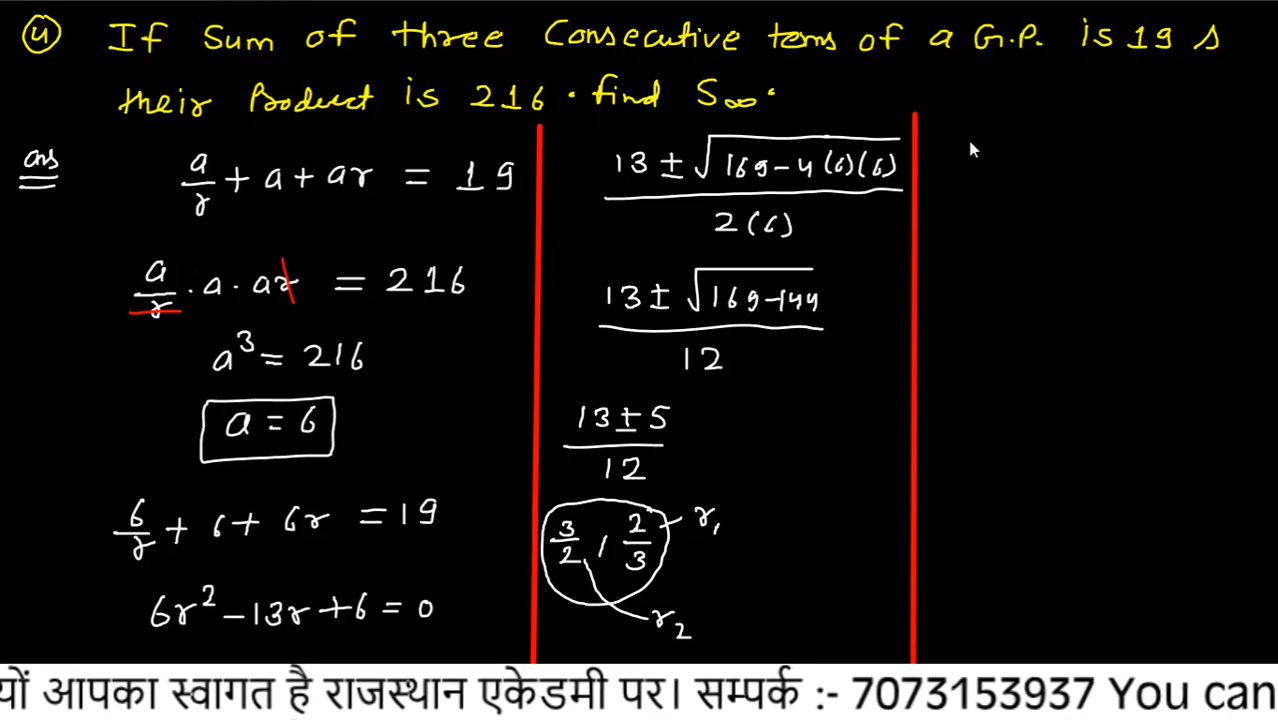 (4) If Sum of three Consecutive tems of a G.P. is 19 s
their Product is 216 . find S∞ .
ans
a/r + a + ar = 19
a/r . a . ar = 216
a³ = 216
a = 6
6/r + 6 + 6r = 19
6r² - 13r + 6 = 0
13 ± √(169 - 4(6)(6)) / 2(6)
13 ± √(169 - 144) / 12
13 ± 5 / 12
3/2 , 2/3 r₁
r₂
यों आपका स्वागत है राजस्थान एकेडमी पर। सम्पर्क :- 7073153937 You can